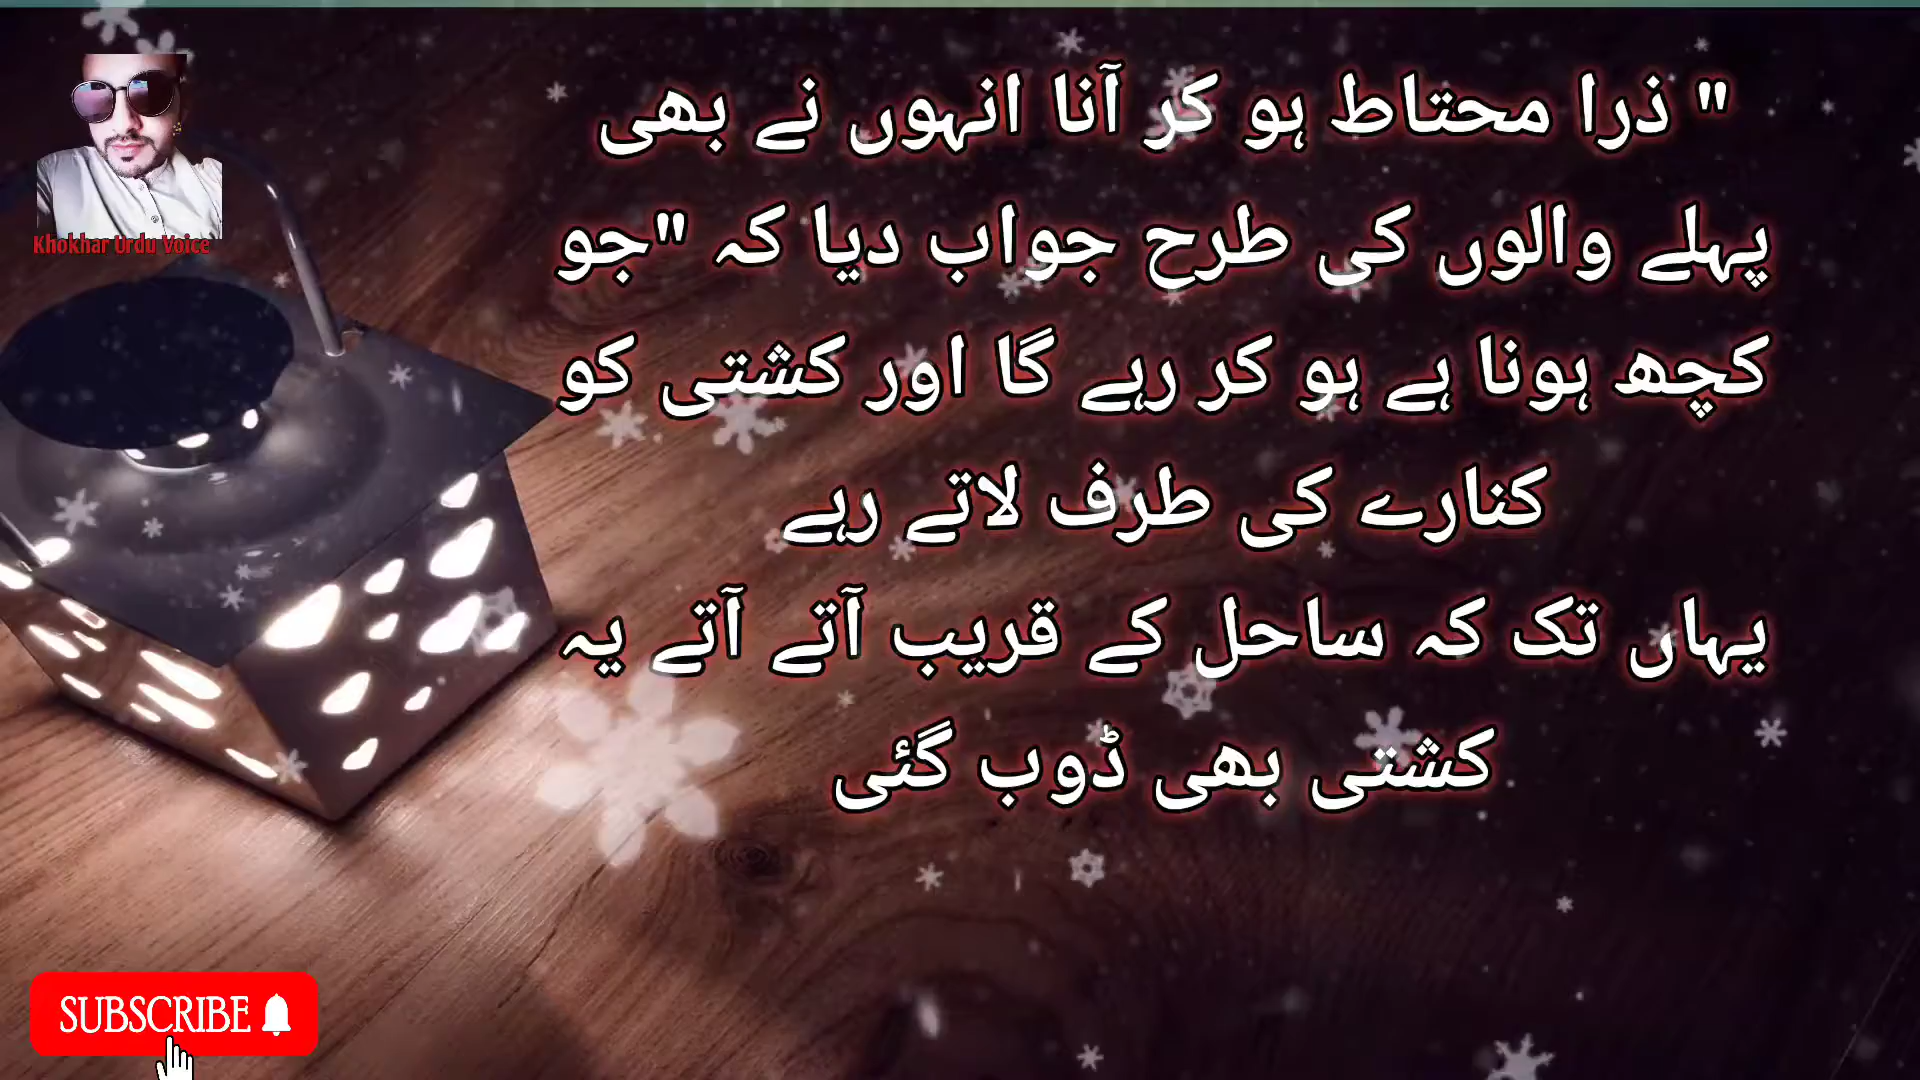 " ذرا محتاط ہو کر آنا انہوں نے بھی
پہلے والوں کی طرح جواب دیا کہ "جو
کچھ ہونا ہے ہو کر رہے گا اور کشتی کو
کنارے کی طرف لاتے رہے
یہاں تک کہ ساحل کے قریب آتے آتے یہ
کشتی بھی ڈوب گئی
Khokhar Urdu Voice
SUBSCRIBE